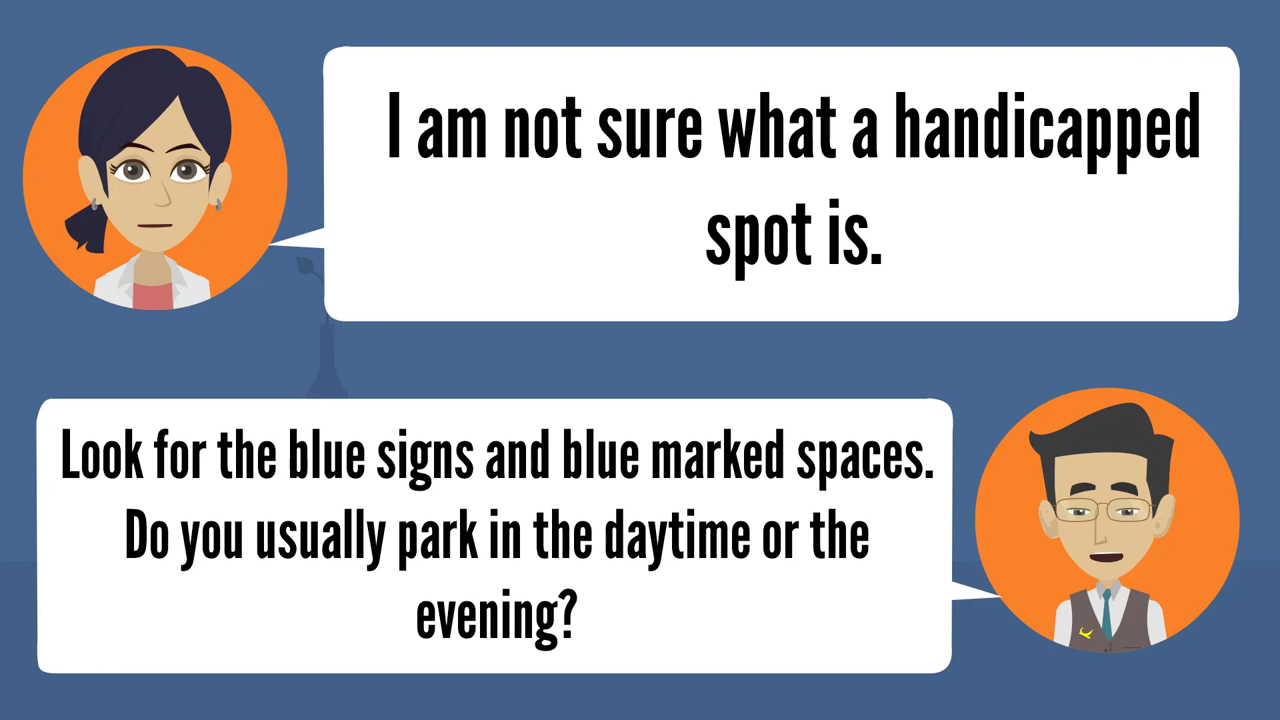 I am not sure what a handicapped
spot is.
Look for the blue signs and blue marked spaces.
Do you usually park in the daytime or the
evening?